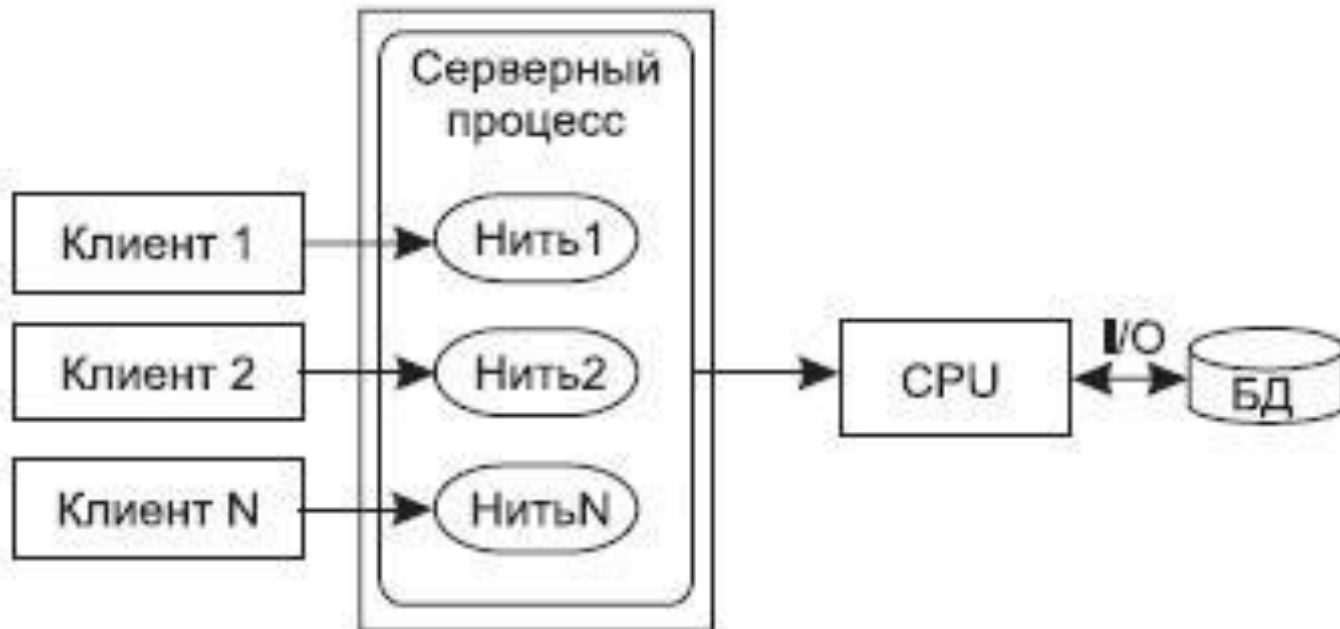 Серверный
процесс
Клиент 1
Нить1
Клиент 2
Нить2
Клиент N
НитьN
CPU
I/O
БД